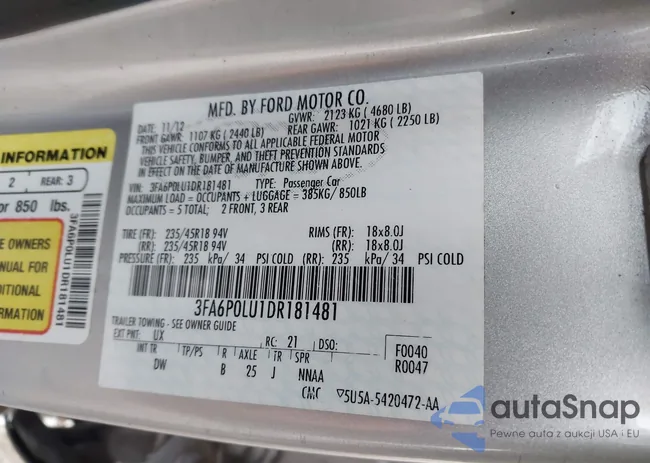 MFD. BY FORD MOTOR CO.
DATE: 11/12 GVWR: 2123 KG ( 4680 LB)
FRONT GAWR: 1107 KG ( 2440 LB) REAR GAWR: 1021 KG ( 2250 LB)
THIS VEHICLE CONFORMS TO ALL APPLICABLE FEDERAL MOTOR
VEHICLE SAFETY, BUMPER, AND THEFT PREVENTION STANDARDS
IN EFFECT ON THE DATE OF MANUFACTURE SHOWN ABOVE.
VIN: 3FA6P0LU1DR181481 TYPE: Passenger Car
MAXIMUM LOAD = OCCUPANTS + LUGGAGE = 385KG/ 850LB
OCCUPANTS = 5 TOTAL; 2 FRONT, 3 REAR
TIRE (FR): 235/45R18 94V RIMS (FR): 18x8.0J
(RR): 235/45R18 94V (RR): 18x8.0J
PRESSURE (FR): 235 kPa/ 34 PSI COLD (RR): 235 kPa/ 34 PSI COLD
3FA6P0LU1DR181481
TRAILER TOWING - SEE OWNER GUIDE
EXT PNT: UX RC: 21 DSO: F0040
INT TR TP/PS R AXLE TR SPR R0047
DW B 25 J NNAA
CMC ▽5U5A-5420472-AA
INFORMATION
2 REAR: 3
or 850 lbs.
3FA6P0LU1DR181481
E OWNERS
NUAL FOR
DITIONAL
RMATION
autaSnap
Pewne auta z aukcji USA i EU